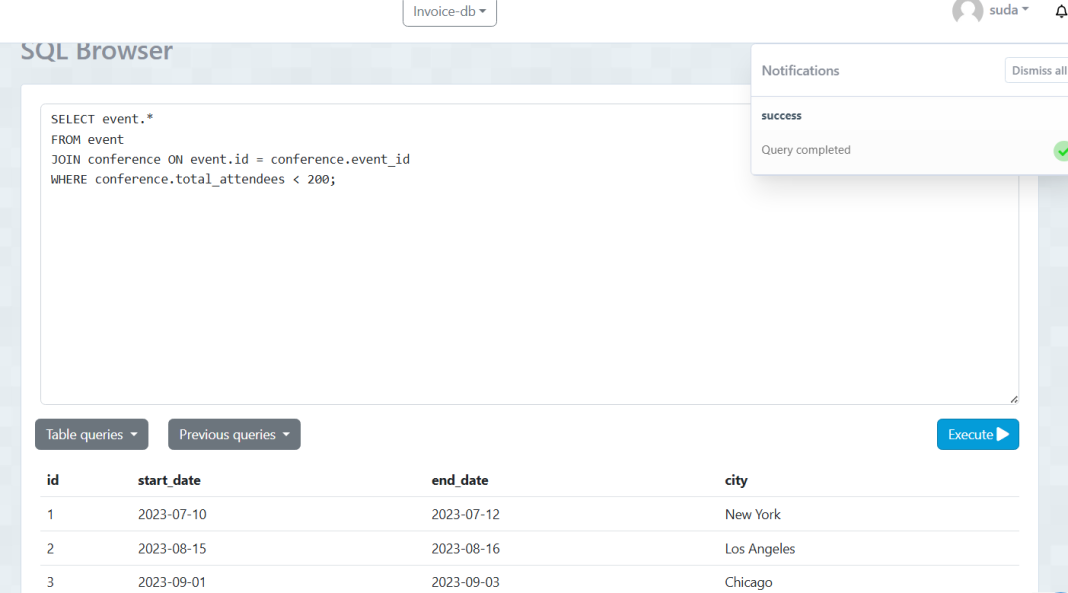 Invoice-db
suda
SQL Browser
Notifications
Dismiss all
success
Query completed
SELECT event.*
FROM event
JOIN conference ON event.id = conference.event_id
WHERE conference.total_attendees < 200;
Table queries
Previous queries
Execute
id start_date end_date city
1 2023-07-10 2023-07-12 New York
2 2023-08-15 2023-08-16 Los Angeles
3 2023-09-01 2023-09-03 Chicago